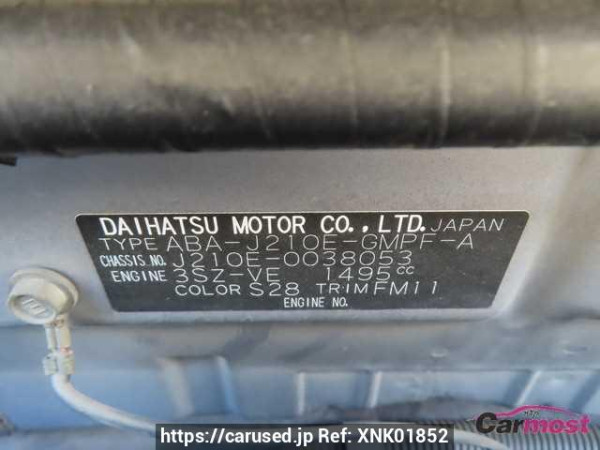 DAIHATSU MOTOR CO.,LTD. JAPAN
TYPE ABA-J210E-GMPF-A
CHASSIS NO. J210E-0038053
ENGINE 3SZ-VE 1495cc
COLOR S28 TRIM FM11
ENGINE NO.
Carmost
https://carused.jp Ref: XNK01852